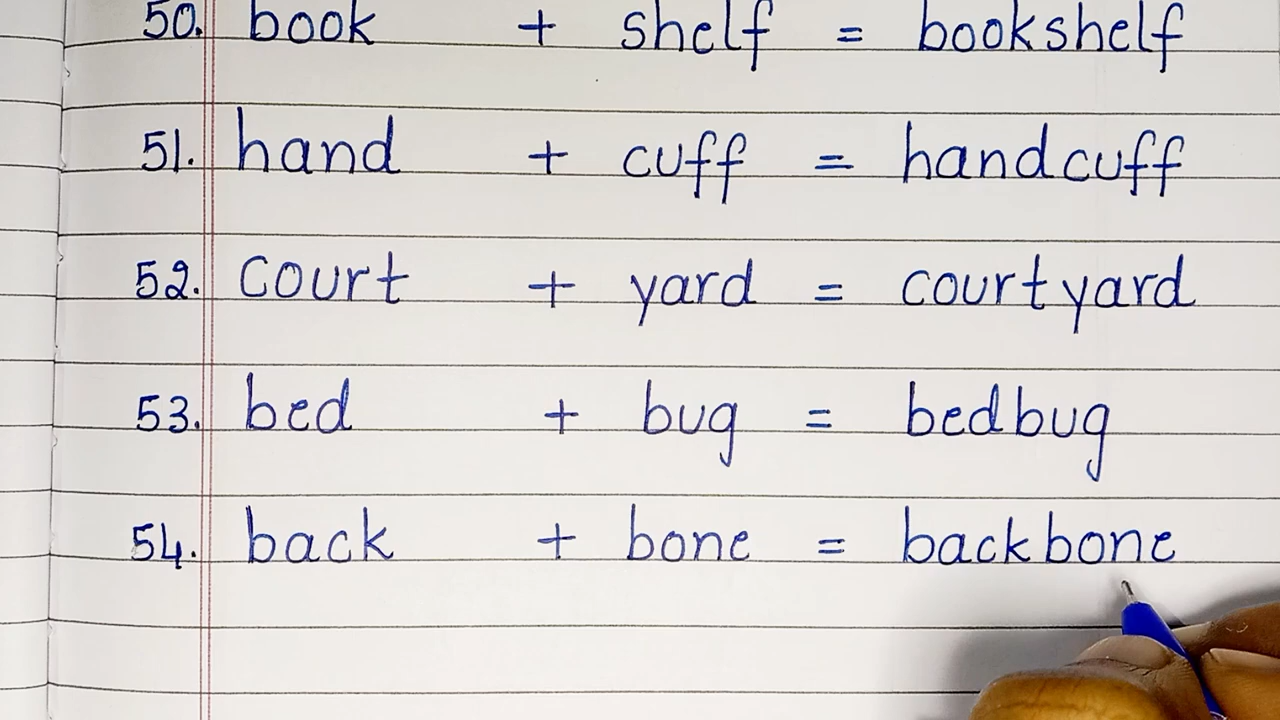 50. book + shelf = bookshelf
51. hand + cuff = handcuff
52. court + yard = courtyard
53. bed + bug = bedbug
54. back + bone = backbone